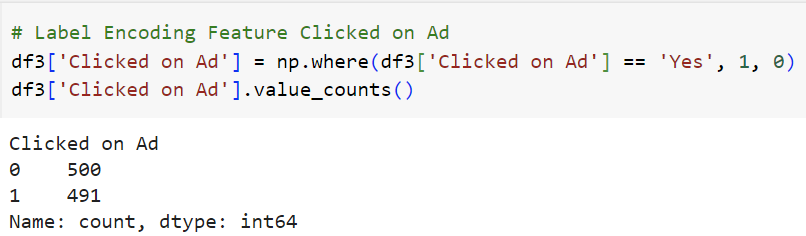 # Label Encoding Feature Clicked on Ad
df3['Clicked on Ad'] = np.where(df3['Clicked on Ad'] == 'Yes', 1, 0)
df3['Clicked on Ad'].value_counts()
Clicked on Ad
0    500
1    491
Name: count, dtype: int64